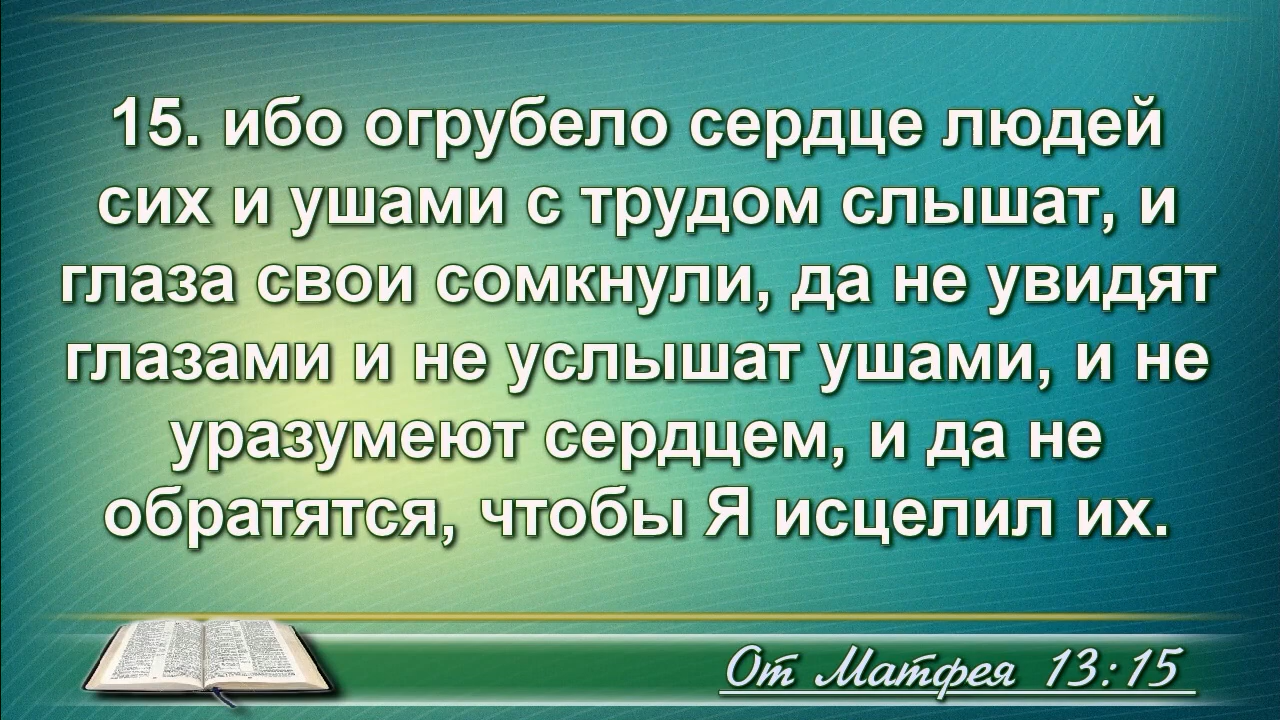 15. ибо огрубело сердце людей
сих и ушами с трудом слышат, и
глаза свои сомкнули, да не увидят
глазами и не услышат ушами, и не
уразумеют сердцем, и да не
обратятся, чтобы Я исцелил их.
От Матфея 13:15